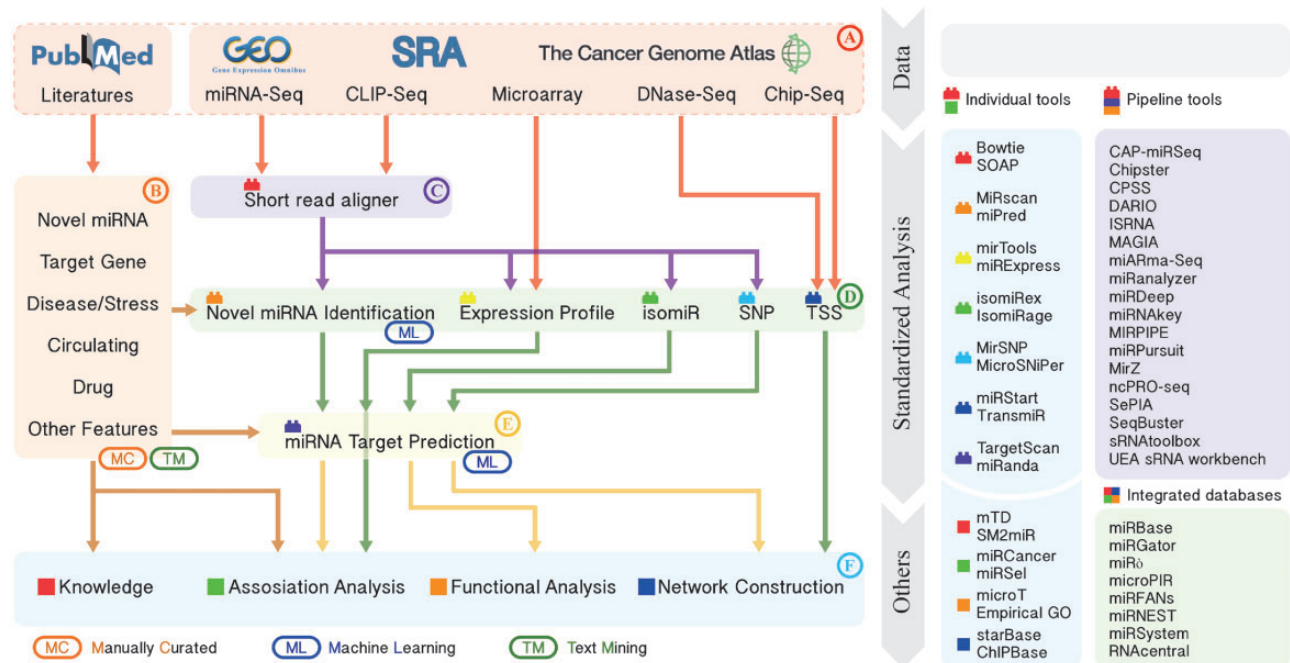 PubMed
GEO
Gene Expression Omnibus
SRA
The Cancer Genome Atlas
A
Literatures
miRNA-Seq
CLIP-Seq
Microarray
DNase-Seq
Chip-Seq
B
Novel miRNA
Target Gene
Disease/Stress
Circulating
Drug
Other Features
MC
TM
C
Short read aligner
D
Novel miRNA Identification
ML
Expression Profile
isomiR
SNP
TSS
E
miRNA Target Prediction
ML
F
Knowledge
Assosiation Analysis
Functional Analysis
Network Construction
MC Manually Curated
ML Machine Learning
TM Text Mining
Data
Standardized Analysis
Others
Individual tools
Bowtie
SOAP
MiRscan
miPred
mirTools
miRExpress
isomiRex
IsomiRage
MirSNP
MicroSNiPer
miRStart
TransmiR
TargetScan
miRanda
mTD
SM2miR
miRCancer
miRSel
microT
Empirical GO
starBase
ChIPBase
Pipeline tools
CAP-miRSeq
Chipster
CPSS
DARIO
ISRNA
MAGIA
miARma-Seq
miRanalyzer
miRDeep
miRNAkey
MIRPIPE
miRPursuit
MirZ
ncPRO-seq
SePIA
SeqBuster
sRNAtoolbox
UEA sRNA workbench
Integrated databases
miRBase
miRGator
miRò
microPIR
miRFANs
miRNEST
miRSystem
RNAcentral